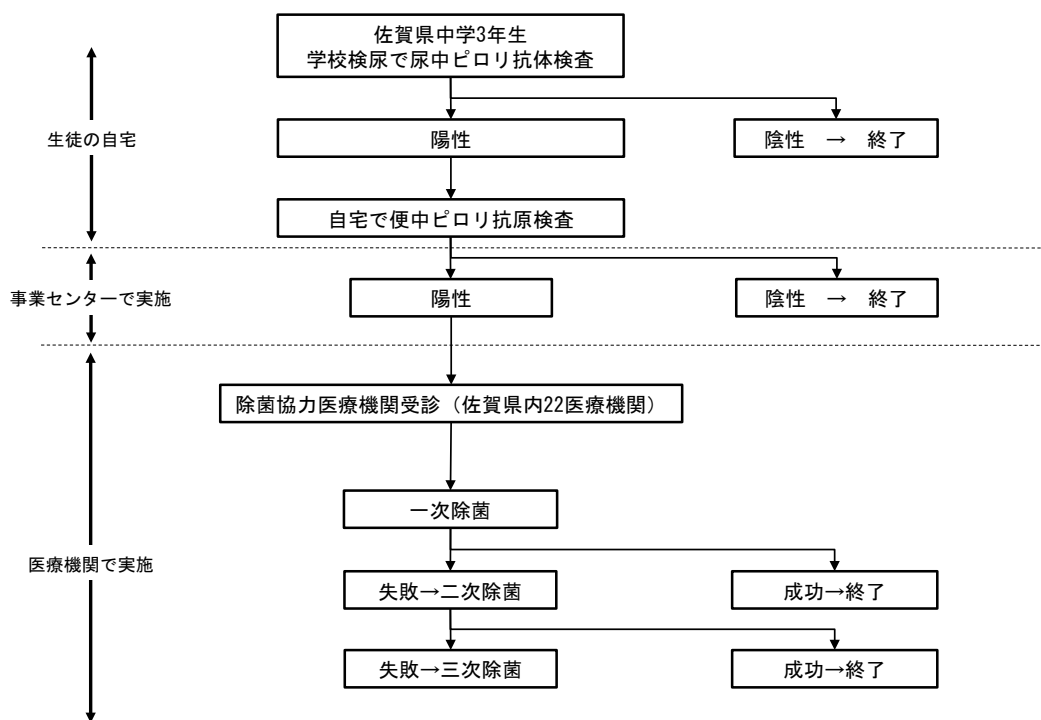 佐賀県中学3年生
学校検尿で尿中ピロリ抗体検査
生徒の自宅
陽性
陰性 → 終了
自宅で便中ピロリ抗原検査
事業センターで実施
陽性
陰性 → 終了
除菌協力医療機関受診（佐賀県内22医療機関）
一次除菌
医療機関で実施
失敗→二次除菌
成功→終了
失敗→三次除菌
成功→終了